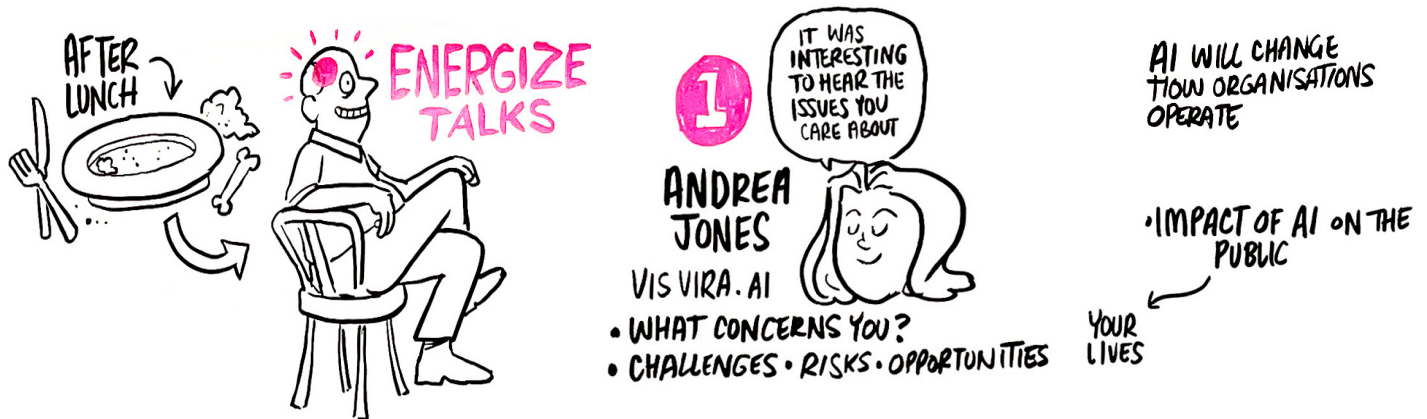 AFTER
LUNCH
ENERGIZE
TALKS
1
IT WAS
INTERESTING
TO HEAR THE
ISSUES YOU
CARE ABOUT
ANDREA
JONES
VIS VIRA.AI
• WHAT CONCERNS YOU?
• CHALLENGES • RISKS • OPPORTUNITIES
AI WILL CHANGE
HOW ORGANISATIONS
OPERATE
• IMPACT OF AI ON THE
PUBLIC
YOUR
LIVES